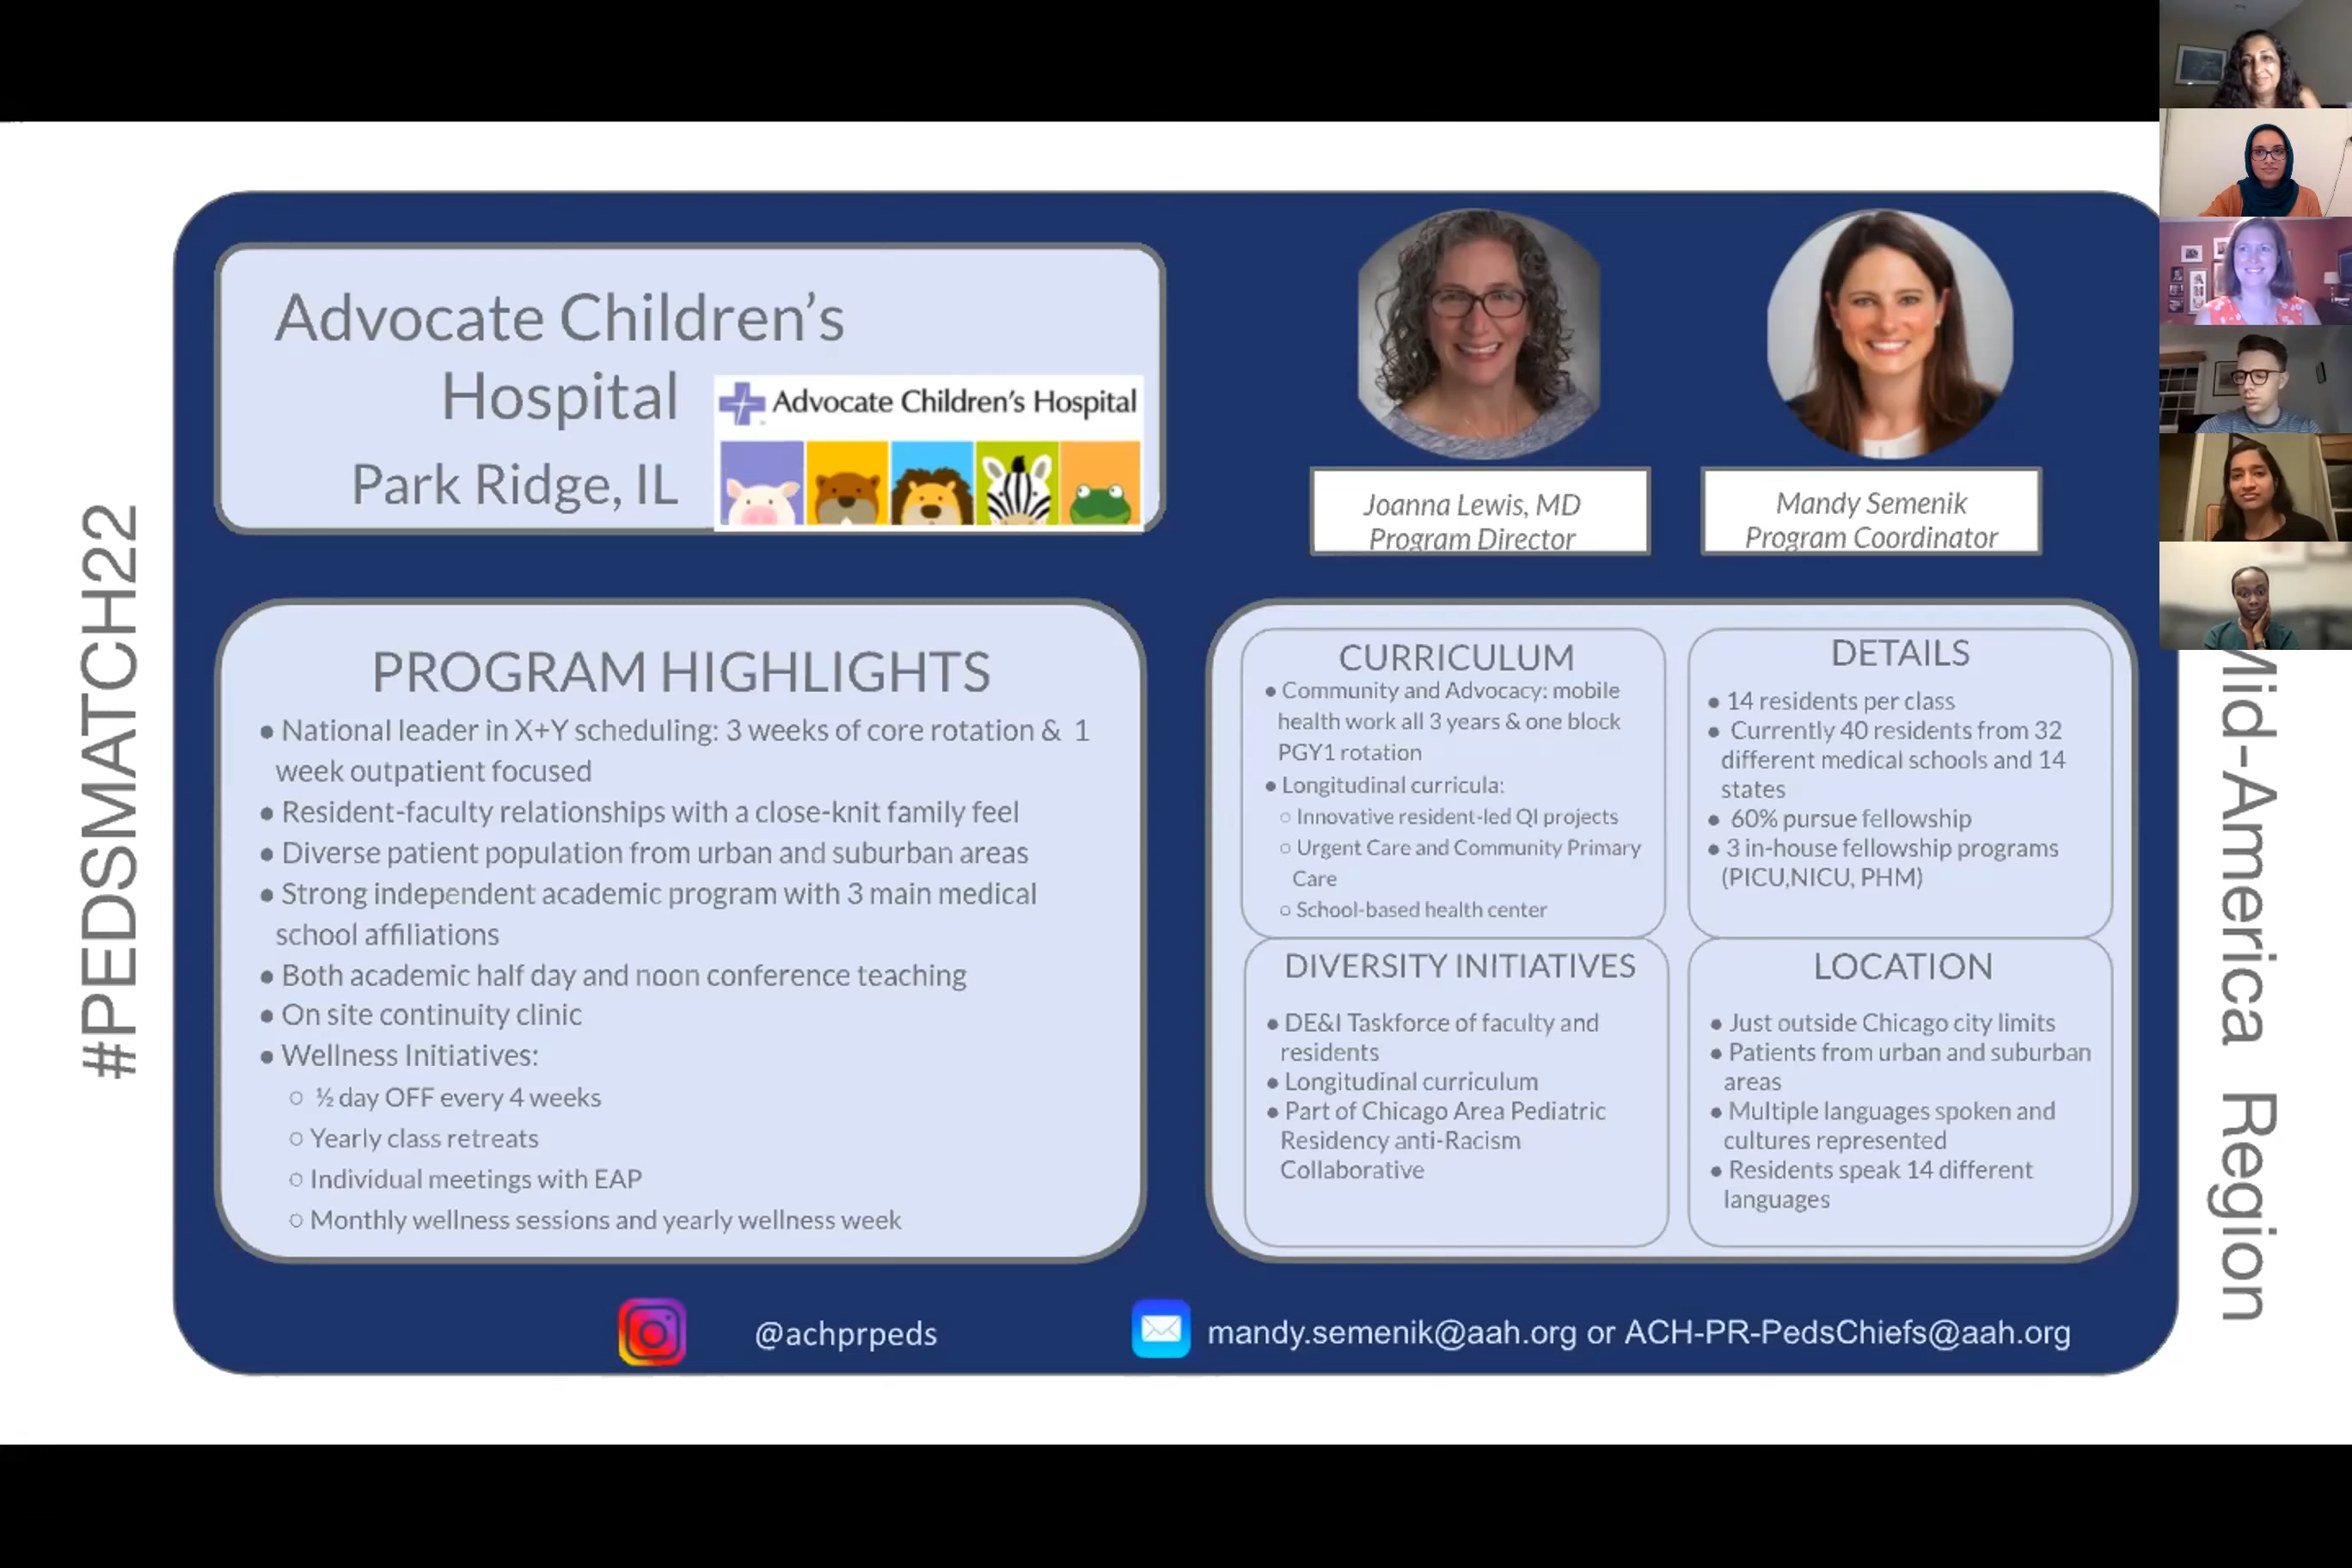 #PEDSMATCH22
Advocate Children's
Hospital
Park Ridge, IL
Advocate Children's Hospital
Joanna Lewis, MD
Program Director
Mandy Semenik
Program Coordinator
PROGRAM HIGHLIGHTS
● National leader in X+Y scheduling: 3 weeks of core rotation & 1
week outpatient focused
● Resident-faculty relationships with a close-knit family feel
● Diverse patient population from urban and suburban areas
● Strong independent academic program with 3 main medical
school affiliations
● Both academic half day and noon conference teaching
● On site continuity clinic
● Wellness Initiatives:
○ ½ day OFF every 4 weeks
○ Yearly class retreats
○ Individual meetings with EAP
○ Monthly wellness sessions and yearly wellness week
CURRICULUM
● Community and Advocacy: mobile
health work all 3 years & one block
PGY1 rotation
● Longitudinal curricula:
○ Innovative resident-led QI projects
○ Urgent Care and Community Primary
Care
○ School-based health center
DETAILS
● 14 residents per class
● Currently 40 residents from 32
different medical schools and 14
states
● 60% pursue fellowship
● 3 in-house fellowship programs
(PICU,NICU, PHM)
DIVERSITY INITIATIVES
● DE&I Taskforce of faculty and
residents
● Longitudinal curriculum
● Part of Chicago Area Pediatric
Residency anti-Racism
Collaborative
LOCATION
● Just outside Chicago city limits
● Patients from urban and suburban
areas
● Multiple languages spoken and
cultures represented
● Residents speak 14 different
languages
@achprpeds
mandy.semenik@aah.org or ACH-PR-PedsChiefs@aah.org
Mid-America Region